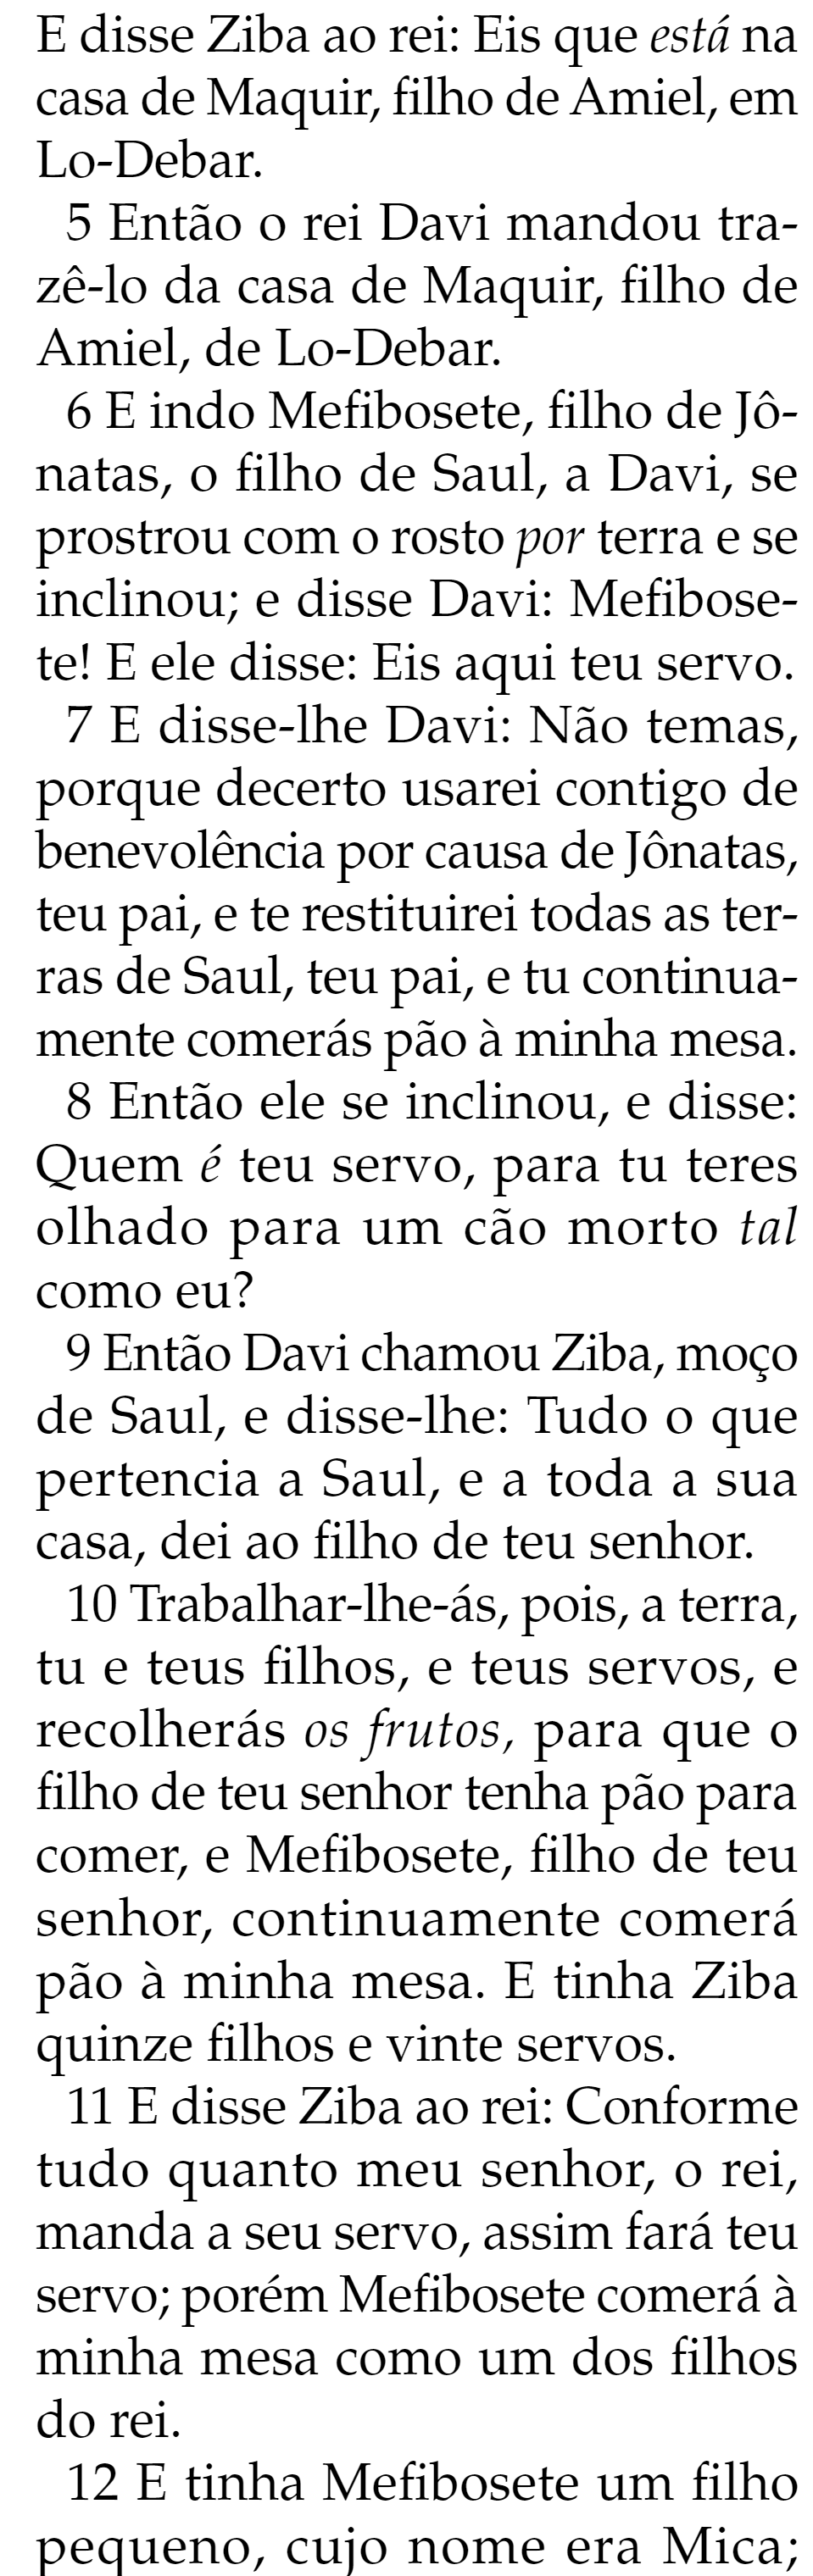 E disse Ziba ao rei: Eis que está na
casa de Maquir, filho de Amiel, em
Lo-Debar.
5 Então o rei Davi mandou tra-
zê-lo da casa de Maquir, filho de
Amiel, de Lo-Debar.
6 E indo Mefibosete, filho de Jô-
natas, o filho de Saul, a Davi, se
prostrou com o rosto por terra e se
inclinou; e disse Davi: Mefibose-
te! E ele disse: Eis aqui teu servo.
7 E disse-lhe Davi: Não temas,
porque decerto usarei contigo de
benevolência por causa de Jônatas,
teu pai, e te restituirei todas as ter-
ras de Saul, teu pai, e tu continua-
mente comerás pão à minha mesa.
8 Então ele se inclinou, e disse:
Quem é teu servo, para tu teres
olhado para um cão morto tal
como eu?
9 Então Davi chamou Ziba, moço
de Saul, e disse-lhe: Tudo o que
pertencia a Saul, e a toda a sua
casa, dei ao filho de teu senhor.
10 Trabalhar-lhe-ás, pois, a terra,
tu e teus filhos, e teus servos, e
recolherás os frutos, para que o
filho de teu senhor tenha pão para
comer, e Mefibosete, filho de teu
senhor, continuamente comerá
pão à minha mesa. E tinha Ziba
quinze filhos e vinte servos.
11 E disse Ziba ao rei: Conforme
tudo quanto meu senhor, o rei,
manda a seu servo, assim fará teu
servo; porém Mefibosete comerá à
minha mesa como um dos filhos
do rei.
12 E tinha Mefibosete um filho
pequeno, cujo nome era Mica;